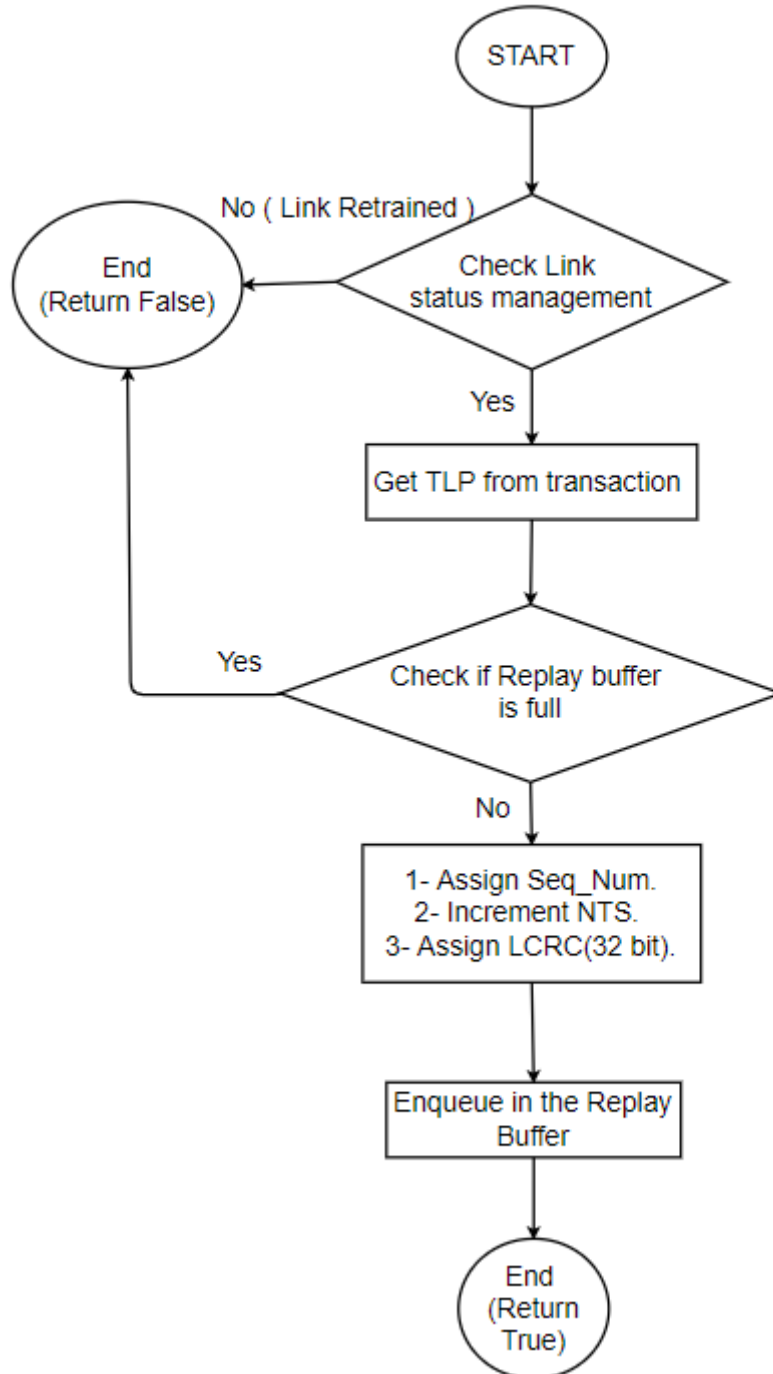 START
No ( Link Retrained )
End
(Return False)
Check Link
status management
Yes
Get TLP from transaction
Yes
Check if Replay buffer
is full
No
1- Assign Seq_Num.
2- Increment NTS.
3- Assign LCRC(32 bit).
Enqueue in the Replay
Buffer
End
(Return
True)